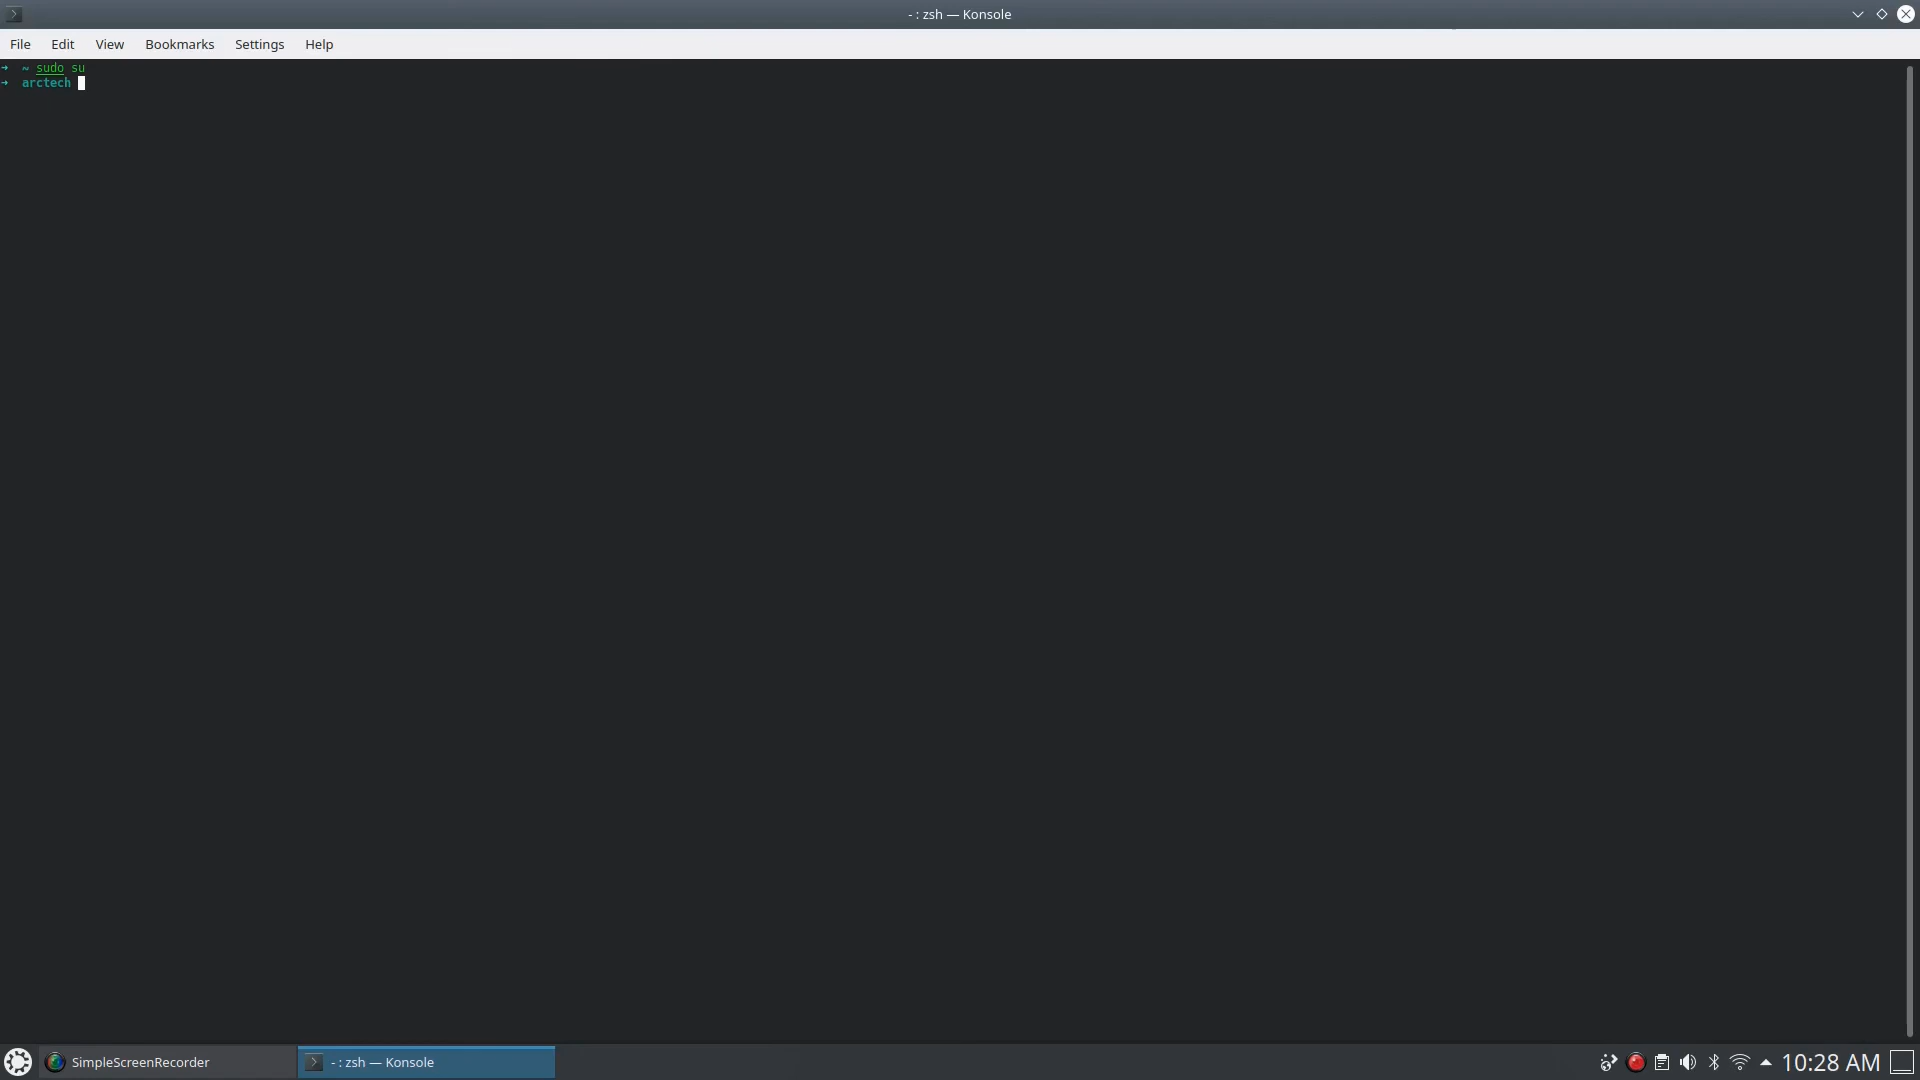 - : zsh — Konsole
File Edit View Bookmarks Settings Help
➜ ~ sudo su
➜ arctech
SimpleScreenRecorder - : zsh — Konsole 10:28 AM